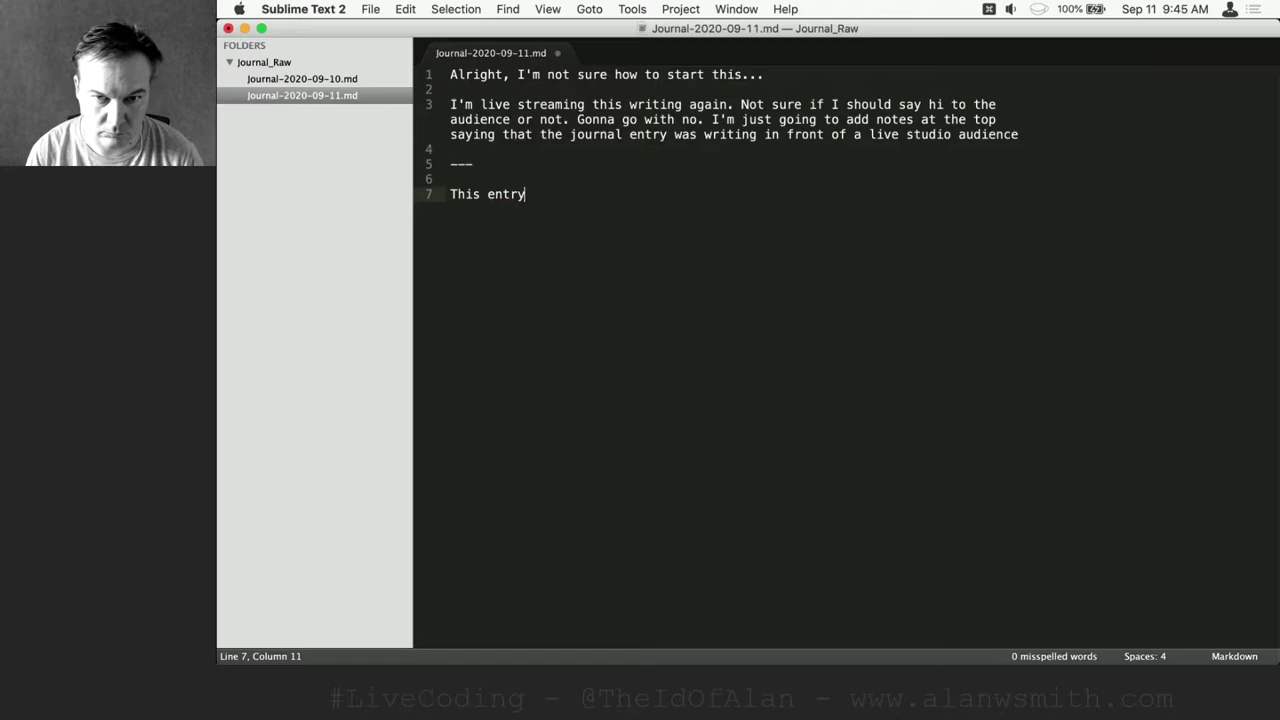 Sublime Text 2 File Edit Selection Find View Goto Tools Project Window Help 100% Sep 11 9:45 AM
Journal-2020-09-11.md — Journal_Raw
FOLDERS
Journal_Raw
Journal-2020-09-10.md
Journal-2020-09-11.md
Journal-2020-09-11.md
1 Alright, I'm not sure how to start this...
2
3 I'm live streaming this writing again. Not sure if I should say hi to the
audience or not. Gonna go with no. I'm just going to add notes at the top
saying that the journal entry was writing in front of a live studio audience
4
5 ---
6
7 This entry
Line 7, Column 11 0 misspelled words Spaces: 4 Markdown
#LiveCoding - @TheIdOfAlan - www.alanwsmith.com